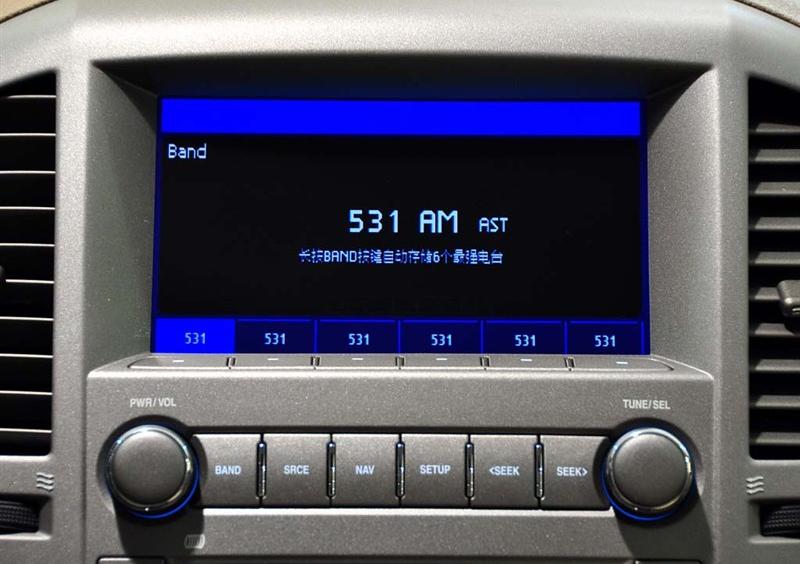 Band
531 AM AST
长按BAND按键自动存储6个最强电台
531 531 531 531 531 531
PWR/VOL TUNE/SEL
BAND SRCE NAV SETUP <SEEK SEEK>